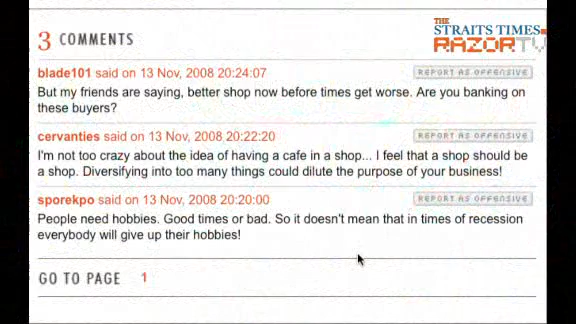 THE
STRAITS TIMES
RAZORTV
3 COMMENTS
blade101 said on 13 Nov, 2008 20:24:07
REPORT AS OFFENSIVE
But my friends are saying, better shop now before times get worse. Are you banking on
these buyers?
cervanties said on 13 Nov, 2008 20:22:20
REPORT AS OFFENSIVE
I'm not too crazy about the idea of having a cafe in a shop... I feel that a shop should be
a shop. Diversifying into too many things could dilute the purpose of your business!
sporekpo said on 13 Nov, 2008 20:20:00
REPORT AS OFFENSIVE
People need hobbies. Good times or bad. So it doesn't mean that in times of recession
everybody will give up their hobbies!
GO TO PAGE 1